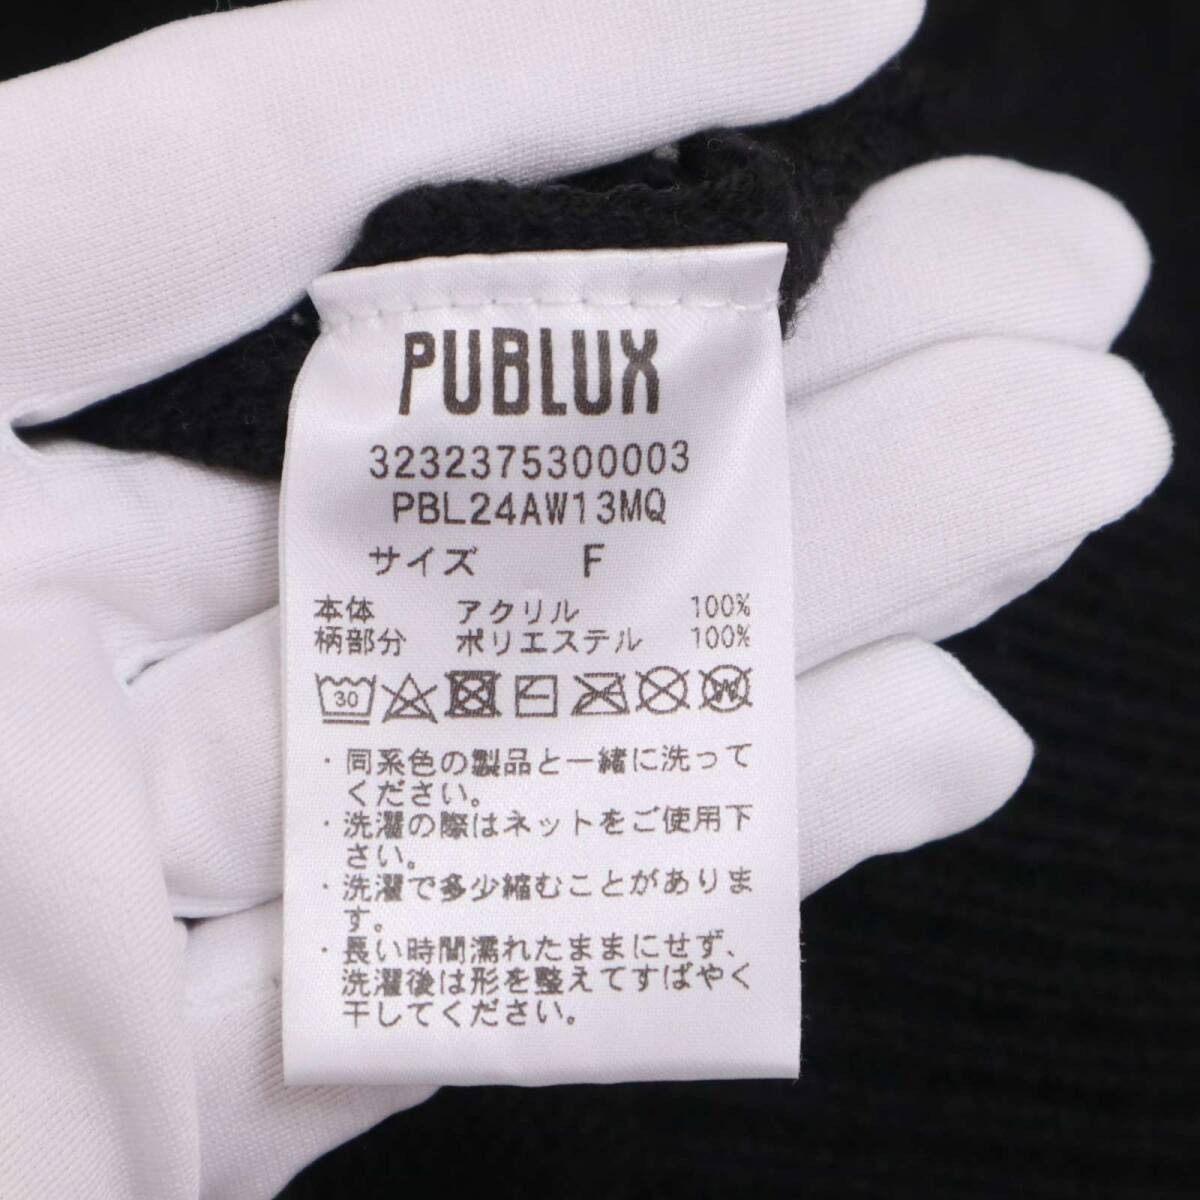 PUBLUX
3232375300003
PBL24AW13MQ
サイズ F
本体 アクリル 100%
柄部分 ポリエステル 100%
30 W
・同系色の製品と一緒に洗って
ください。
・洗濯の際はネットをご使用下
さい。
・洗濯で多少縮むことがありま
す。
・長い時間濡れたままにせず、
洗濯後は形を整えてすばやく
干してください。